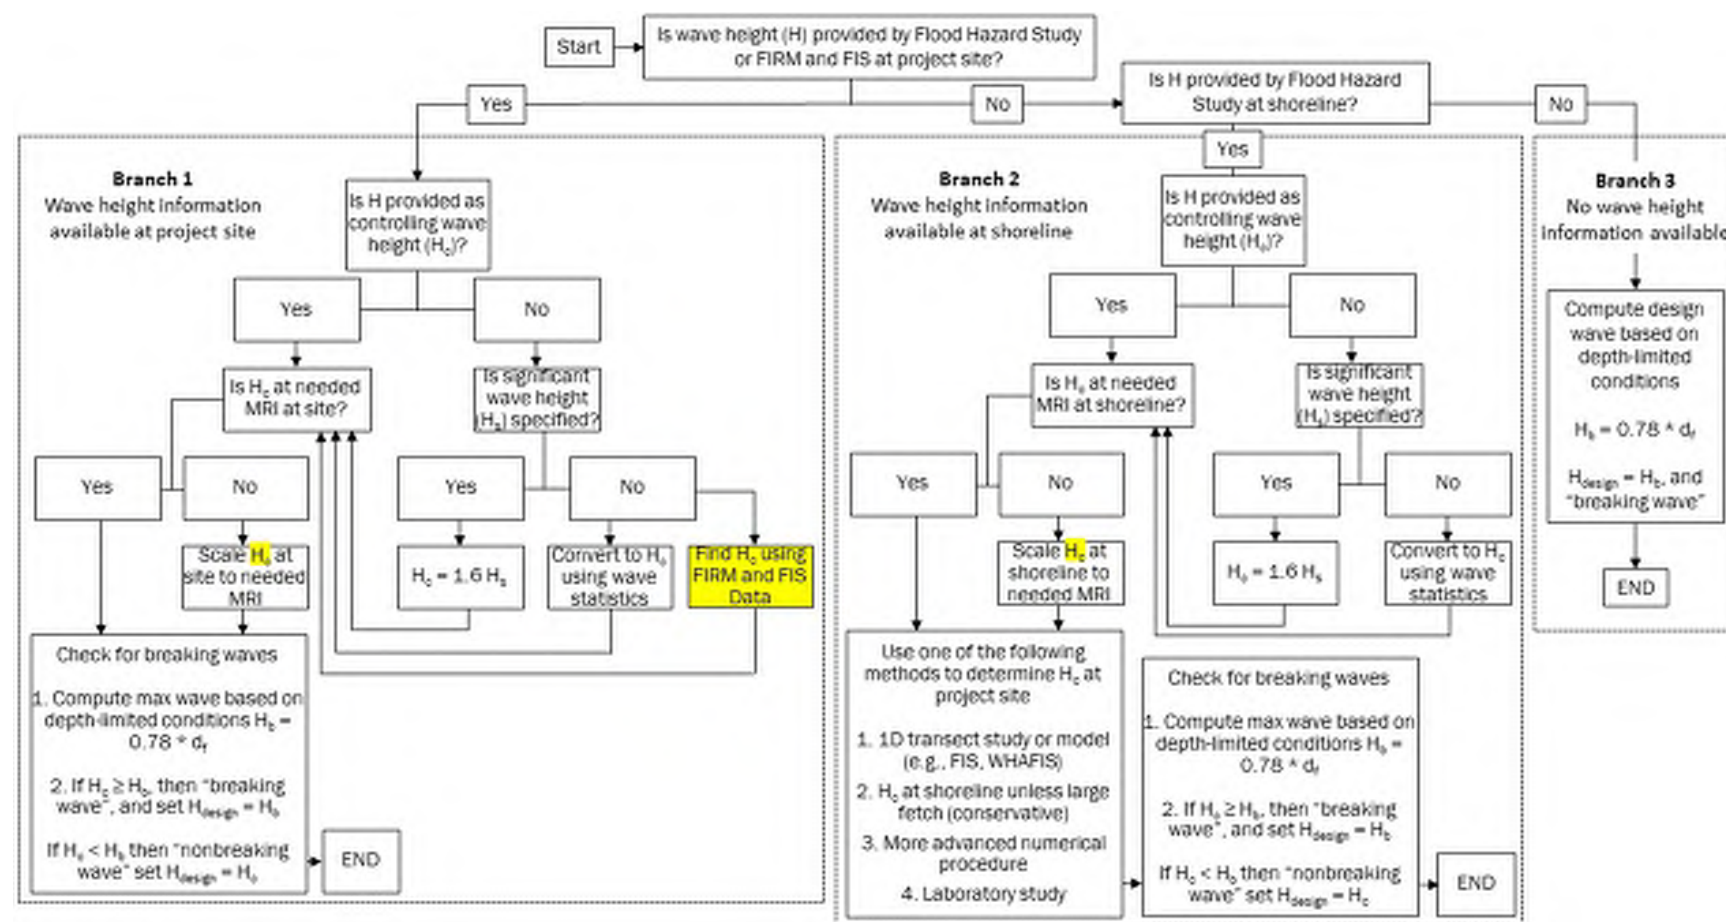 Start
Is wave height (H) provided by Flood Hazard Study
or FIRM and FIS at project site?
Yes
No
Is H provided by Flood Hazard
Study at shoreline?
No
Yes
Branch 1
Wave height information
available at project site
Is H provided as
controlling wave
height (Hc)?
Yes
No
Is Hc at needed
MRI at site?
Is significant
wave height
(Hs) specified?
Yes
No
Yes
No
Scale Hc at
site to needed
MRI
Hc = 1.6 Hs
Convert to Hc
using wave
statistics
Find Hc using
FIRM and FIS
Data
Check for breaking waves
1. Compute max wave based on
depth-limited conditions Hb =
0.78 * df
2. If Hc ≥ Hb, then “breaking
wave”, and set Hdesign = Hb
If Hc < Hb then “nonbreaking
wave” set Hdesign = Hc
END
Branch 2
Wave height information
available at shoreline
Is H provided as
controlling wave
height (Hc)?
Yes
No
Is Hc at needed
MRI at shoreline?
Is significant
wave height
(Hs) specified?
Yes
No
Yes
No
Scale Hc at
shoreline to
needed MRI
Hc = 1.6 Hs
Convert to Hc
using wave
statistics
Use one of the following
methods to determine Hc at
project site
1. 1D transect study or model
(e.g., FIS, WHAFIS)
2. Hc at shoreline unless large
fetch (conservative)
3. More advanced numerical
procedure
4. Laboratory study
Check for breaking waves
1. Compute max wave based on
depth-limited conditions Hb =
0.78 * df
2. If Hc ≥ Hb, then “breaking
wave”, and set Hdesign = Hb
If Hc < Hb then “nonbreaking
wave” set Hdesign = Hc
END
Branch 3
No wave height
information available
Compute design
wave based on
depth-limited
conditions
Hb = 0.78 * df
Hdesign = Hb, and
“breaking wave”
END